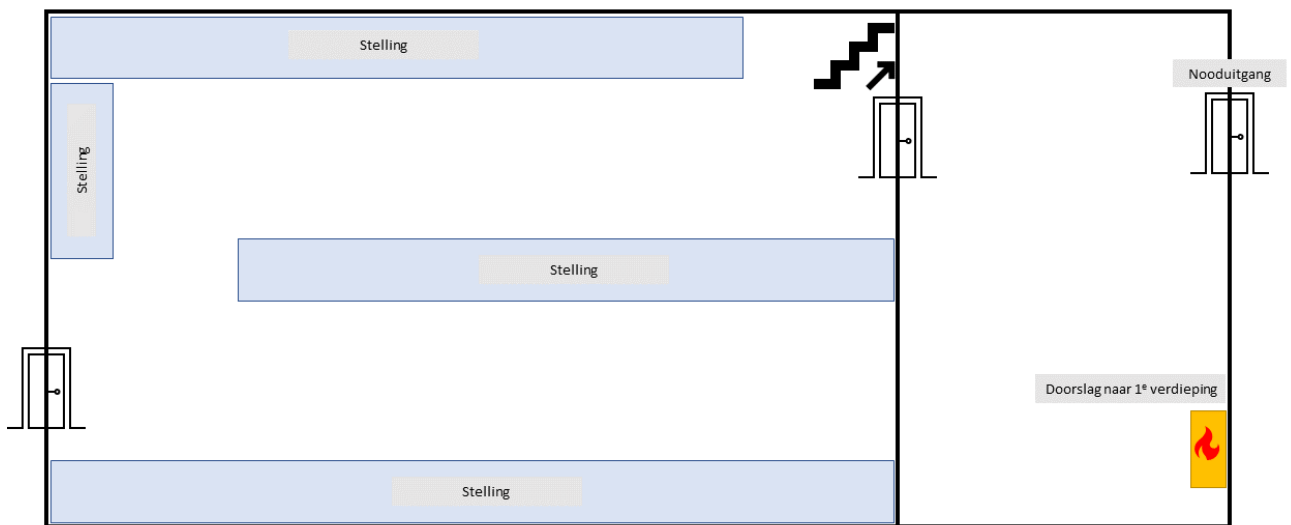 Stelling
Nooduitgang
Stelling
Stelling
Doorslag naar 1ᵉ verdieping
Stelling